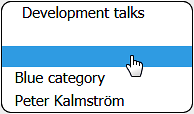 Development talks
Blue category
Peter Kalmström